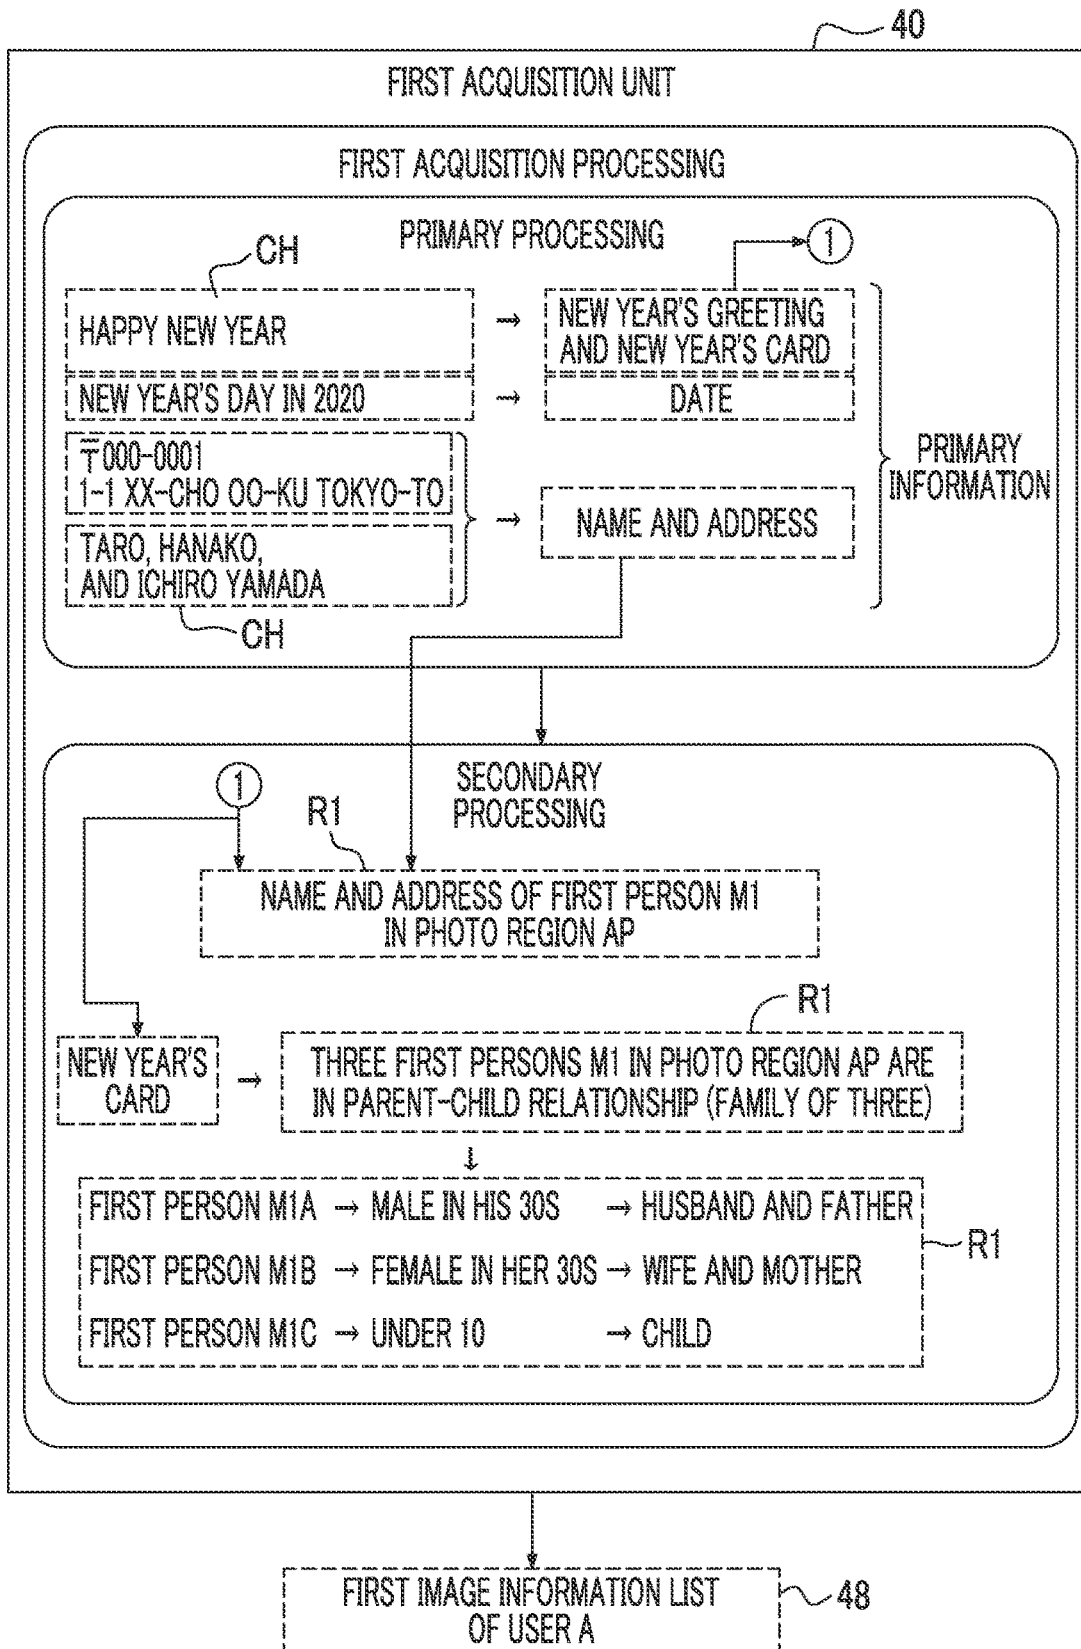 40
FIRST ACQUISITION UNIT
FIRST ACQUISITION PROCESSING
PRIMARY PROCESSING
1
CH
HAPPY NEW YEAR
→
NEW YEAR'S GREETING
AND NEW YEAR'S CARD
NEW YEAR'S DAY IN 2020
→
DATE
〒000-0001
1-1 XX-CHO OO-KU TOKYO-TO
TARO, HANAKO,
AND ICHIRO YAMADA
→
NAME AND ADDRESS
PRIMARY
INFORMATION
CH
SECONDARY
PROCESSING
1
R1
NAME AND ADDRESS OF FIRST PERSON M1
IN PHOTO REGION AP
R1
NEW YEAR'S
CARD
→
THREE FIRST PERSONS M1 IN PHOTO REGION AP ARE
IN PARENT-CHILD RELATIONSHIP (FAMILY OF THREE)
↓
FIRST PERSON M1A → MALE IN HIS 30S → HUSBAND AND FATHER
FIRST PERSON M1B → FEMALE IN HER 30S → WIFE AND MOTHER
FIRST PERSON M1C → UNDER 10 → CHILD
R1
FIRST IMAGE INFORMATION LIST
OF USER A
48